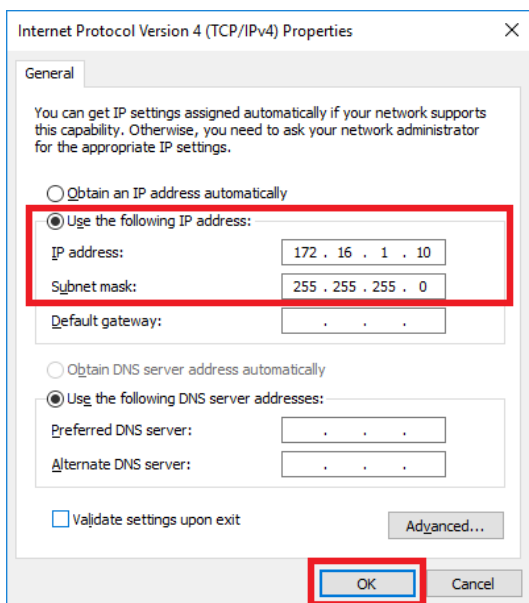 Internet Protocol Version 4 (TCP/IPv4) Properties
General
You can get IP settings assigned automatically if your network supports
this capability. Otherwise, you need to ask your network administrator
for the appropriate IP settings.
Obtain an IP address automatically
Use the following IP address:
IP address: 172 . 16 . 1 . 10
Subnet mask: 255 . 255 . 255 . 0
Default gateway: . . .
Obtain DNS server address automatically
Use the following DNS server addresses:
Preferred DNS server: . . .
Alternate DNS server: . . .
Validate settings upon exit
Advanced...
OK Cancel